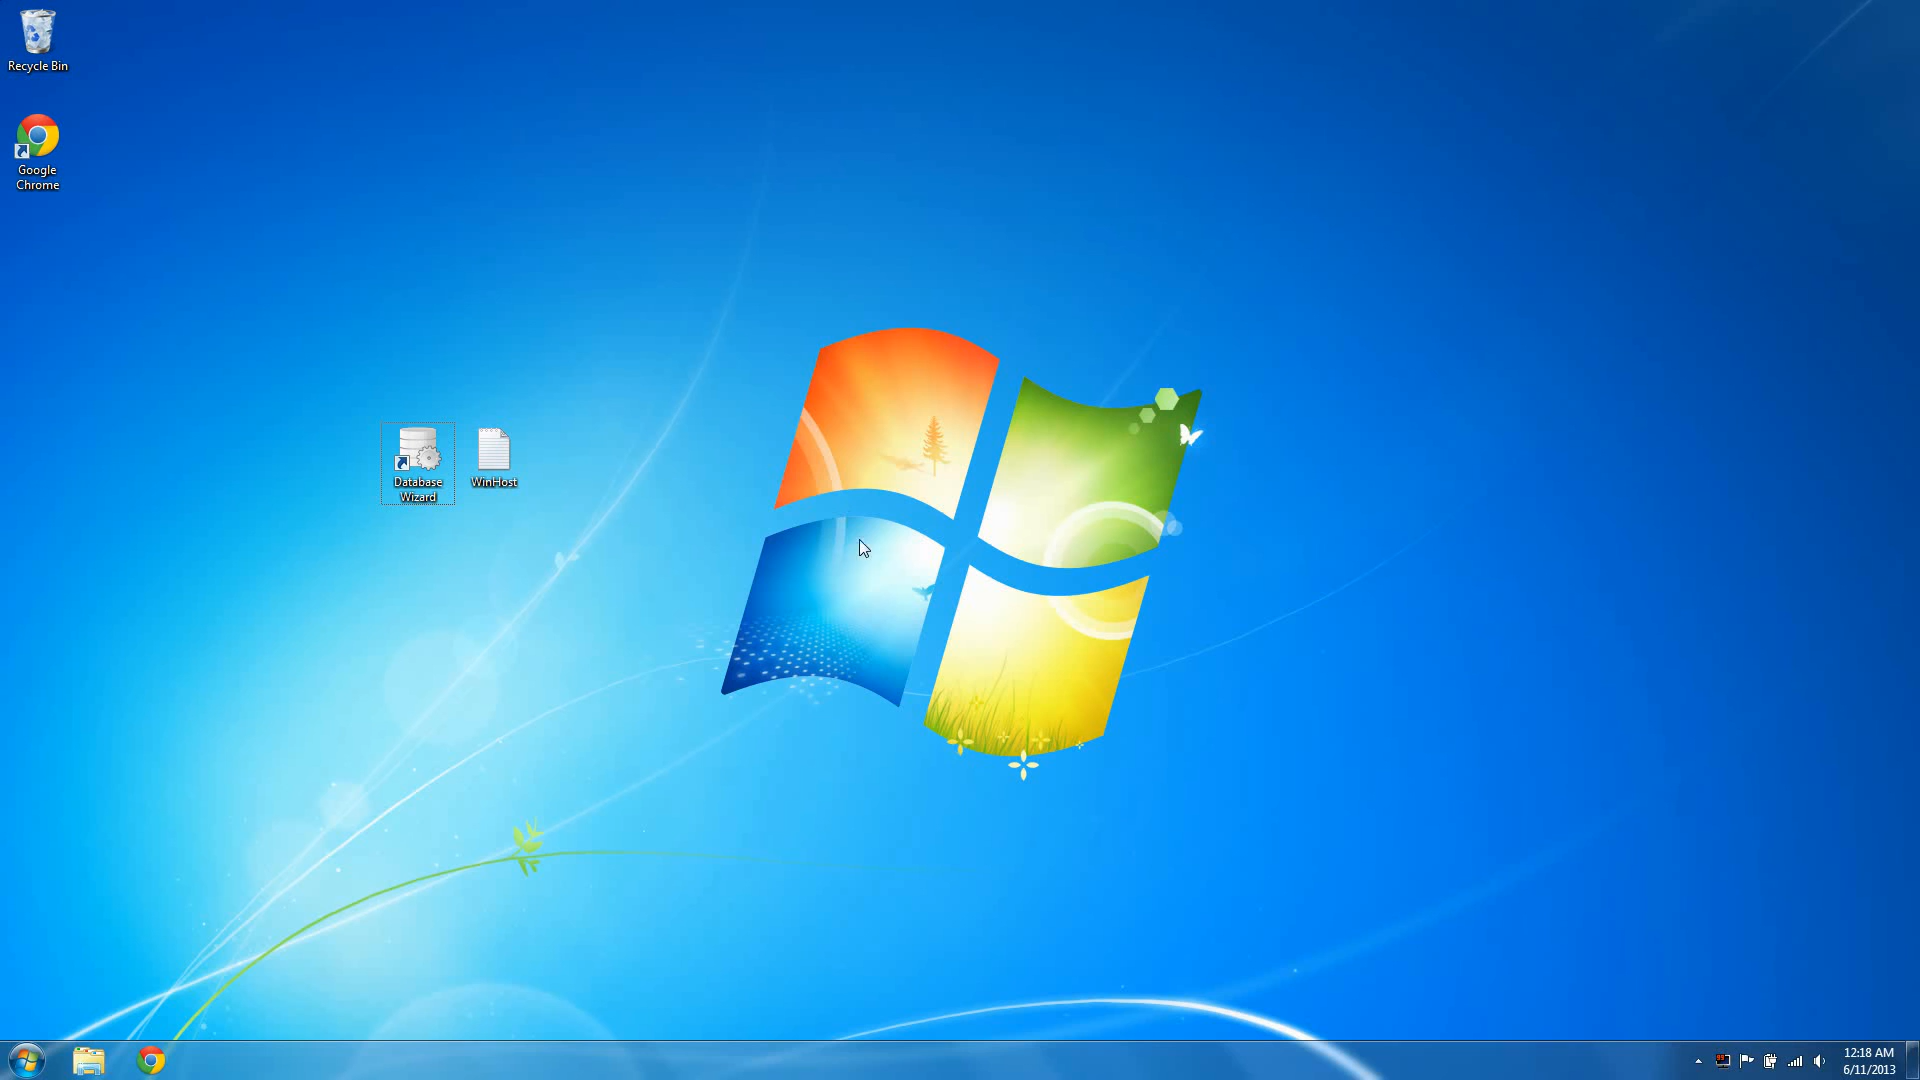 Recycle Bin
Google
Chrome
Database
Wizard
WinHost
12:18 AM
6/11/2013